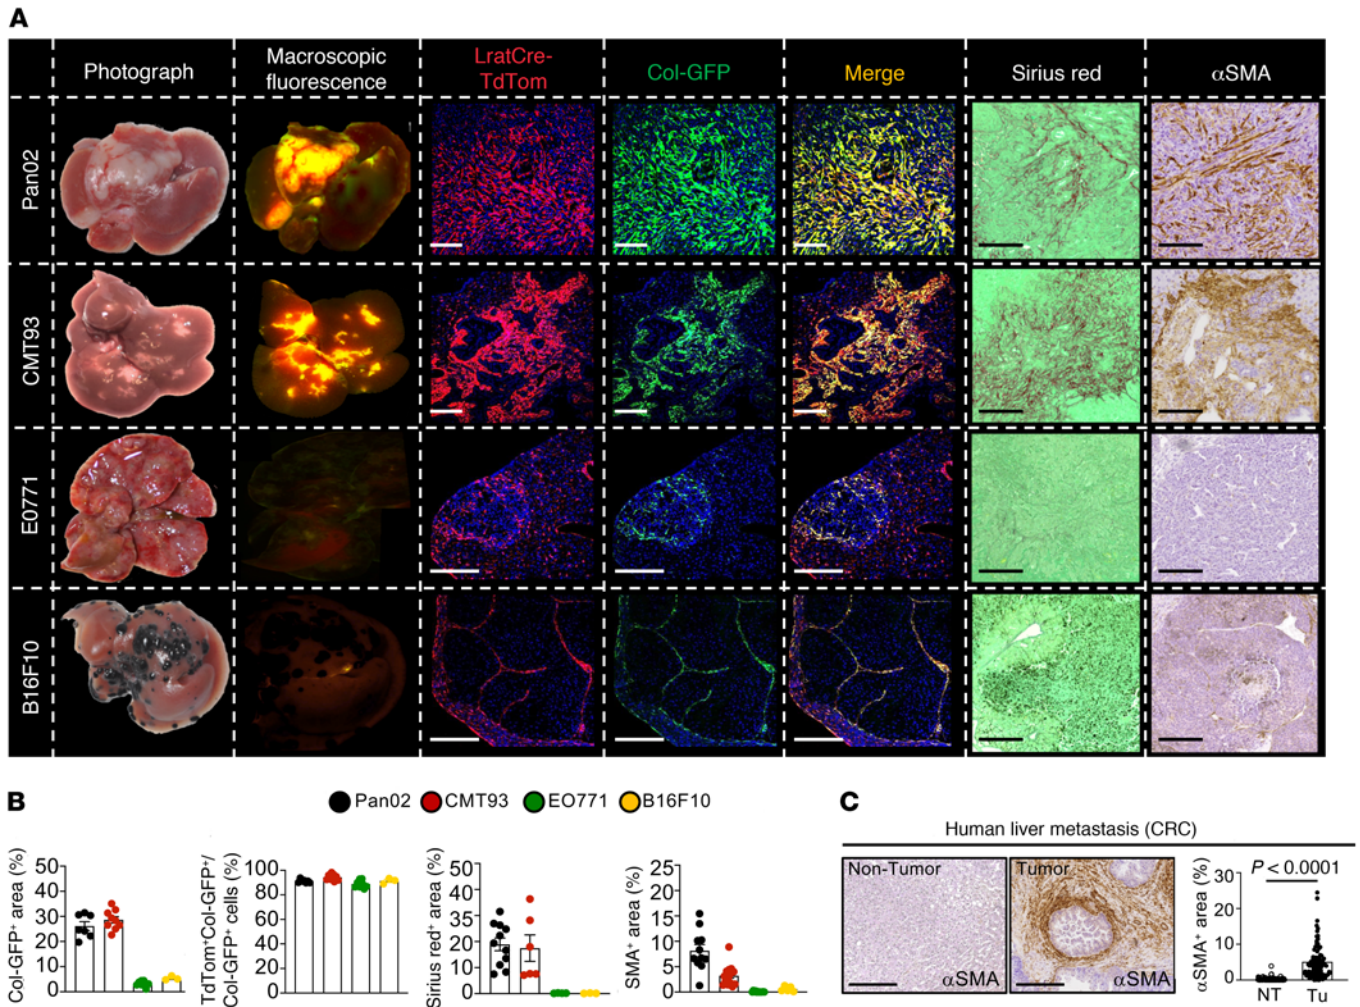 A
Photograph
Macroscopic
fluorescence
LratCre-
TdTom
Col-GFP
Merge
Sirius red
αSMA
Pan02
CMT93
E0771
B16F10
B
Pan02 CMT93 EO771 B16F10
Col-GFP⁺ area (%)
50
40
30
20
10
0
TdTom⁺Col-GFP⁺/
Col-GFP⁺ cells (%)
100
80
60
40
20
0
Sirius red⁺ area (%)
50
35
20
10
0
SMA⁺ area (%)
25
20
15
10
5
0
C
Human liver metastasis (CRC)
Non-Tumor
αSMA
Tumor
αSMA
αSMA⁺ area (%)
30
20
10
0
P < 0.0001
NT Tu